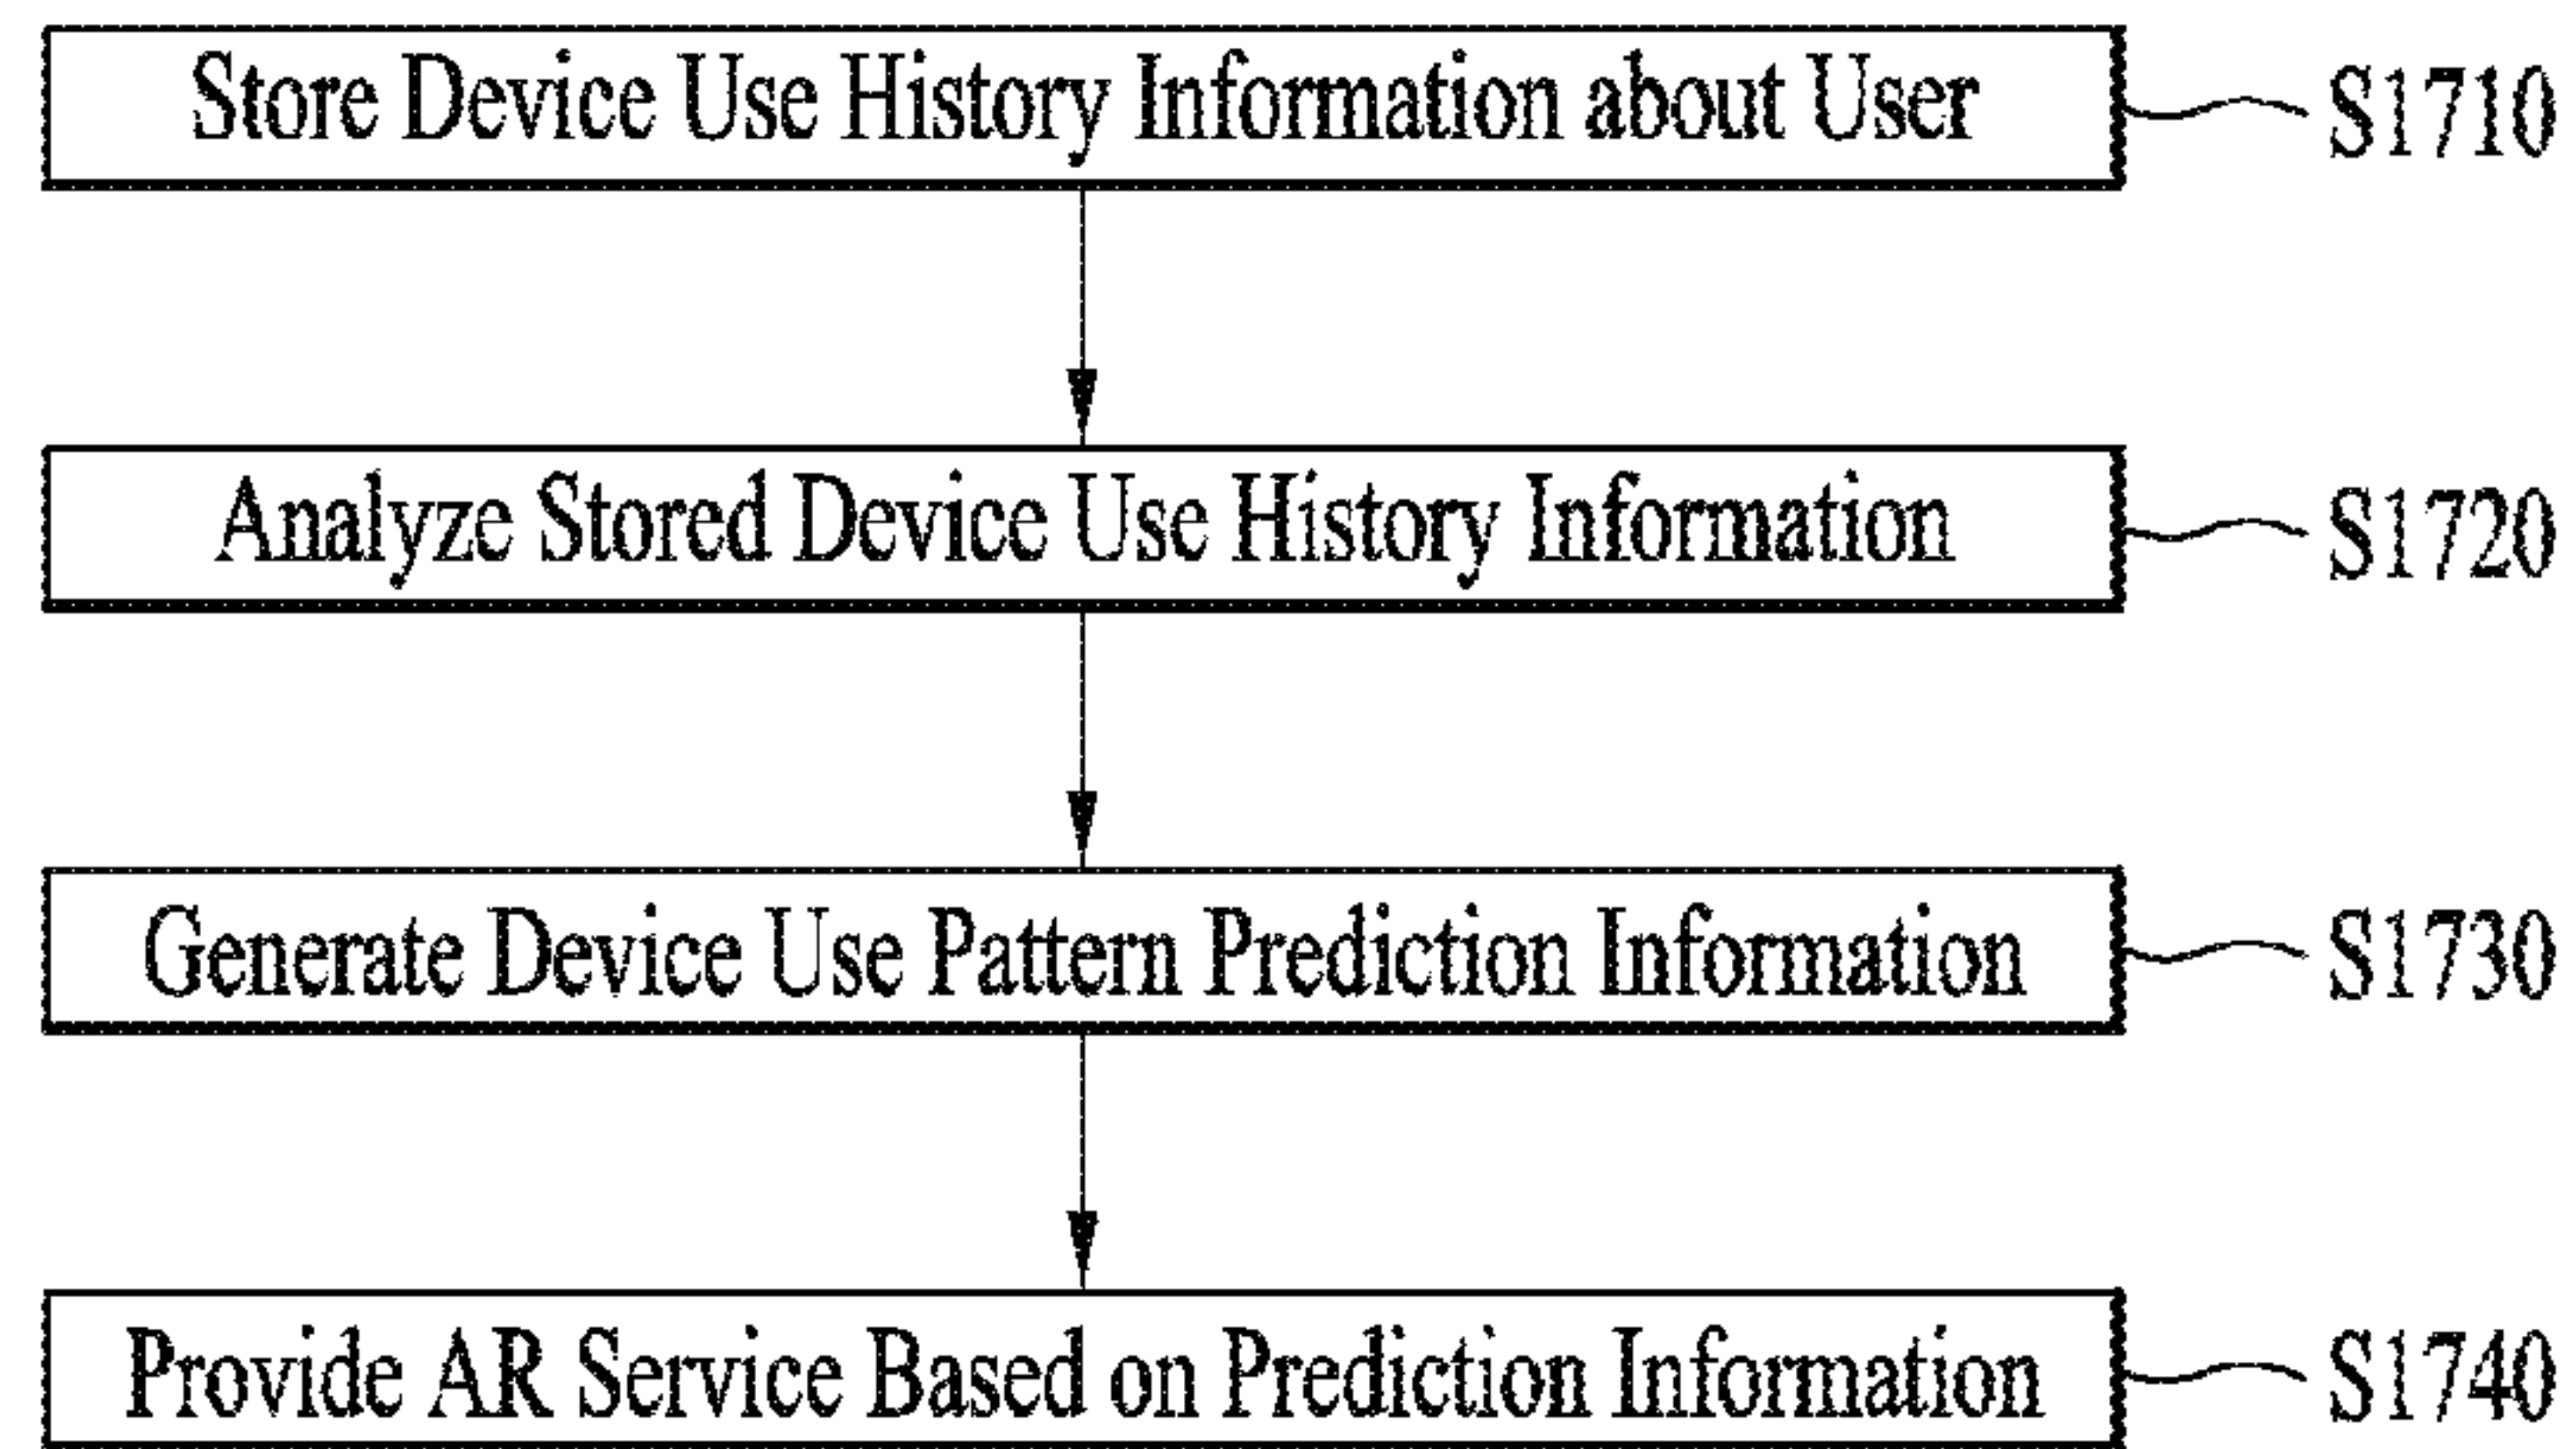 Store Device Use History Information about User
S1710
Analyze Stored Device Use History Information
S1720
Generate Device Use Pattern Prediction Information
S1730
Provide AR Service Based on Prediction Information
S1740